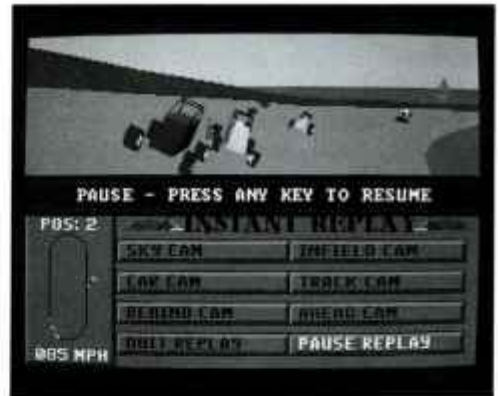 PAUSE - PRESS ANY KEY TO RESUME
POS: 2
INSTANT REPLAY
SKY CAM
INFIELD CAM
CAR CAM
TRACK CAM
BEHIND CAM
AHEAD CAM
QUIT REPLAY
PAUSE REPLAY
085 MPH